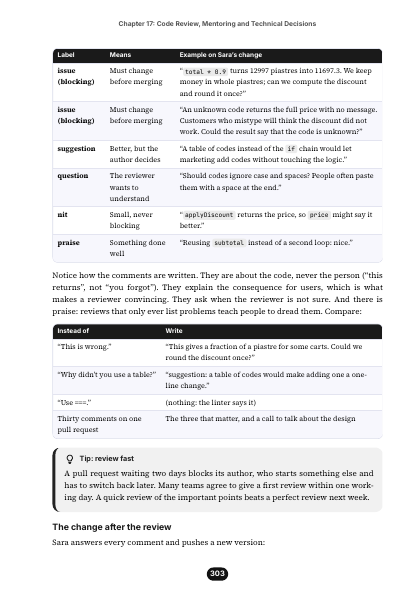 Chapter 17: Code Review, Mentoring and Technical Decisions
Label Means Example on Sara's change
issue Must change “total * 0.9 turns 12997 piastres into 11697.3. We keep
(blocking) before merging money in whole piastres; can we compute the discount
and round it once?”
issue Must change “An unknown code returns the full price with no message.
(blocking) before merging Customers who mistype will think the discount did not
work. Could the result say that the code is unknown?”
suggestion Better, but the “A table of codes instead of the if chain would let
author decides marketing add codes without touching the logic.”
question The reviewer “Should codes ignore case and spaces? People often paste
wants to them with a space at the end.”
understand
nit Small, never “applyDiscount returns the price, so price might say it
blocking better.”
praise Something done “Reusing subtotal instead of a second loop: nice.”
well
Notice how the comments are written. They are about the code, never the person (“this
returns”, not “you forgot”). They explain the consequence for users, which is what
makes a reviewer convincing. They ask when the reviewer is not sure. And there is
praise: reviews that only ever list problems teach people to dread them. Compare:
Instead of Write
“This is wrong.” “This gives a fraction of a piastre for some carts. Could we
round the discount once?”
“Why didn't you use a table?” “suggestion: a table of codes would make adding one a one-
line change.”
“Use ===.” (nothing: the linter says it)
Thirty comments on one The three that matter, and a call to talk about the design
pull request
Tip: review fast
A pull request waiting two days blocks its author, who starts something else and
has to switch back later. Many teams agree to give a first review within one work-
ing day. A quick review of the important points beats a perfect review next week.
The change after the review
Sara answers every comment and pushes a new version:
303